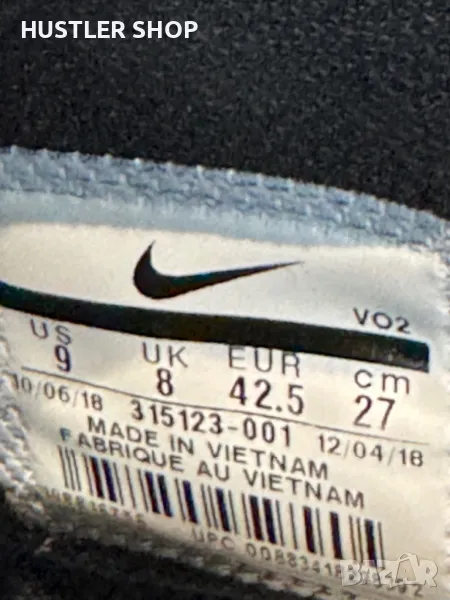 HUSTLER SHOP
VO2
US UK EUR cm
9 8 42.5 27
10/06/18 315123-001 12/04/18
MADE IN VIETNAM
FABRIQUE AU VIETNAM
UPC
BAZAR